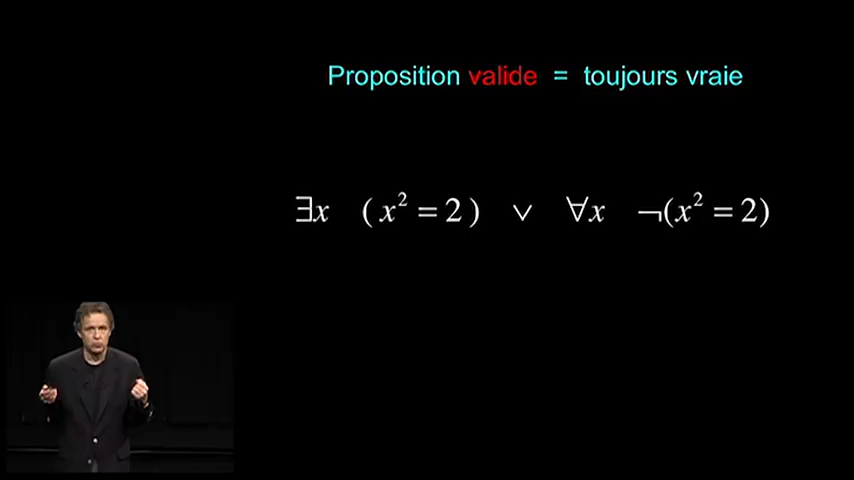 Proposition valide = toujours vraie
∃x (x² = 2) ∨ ∀x ¬(x² = 2)